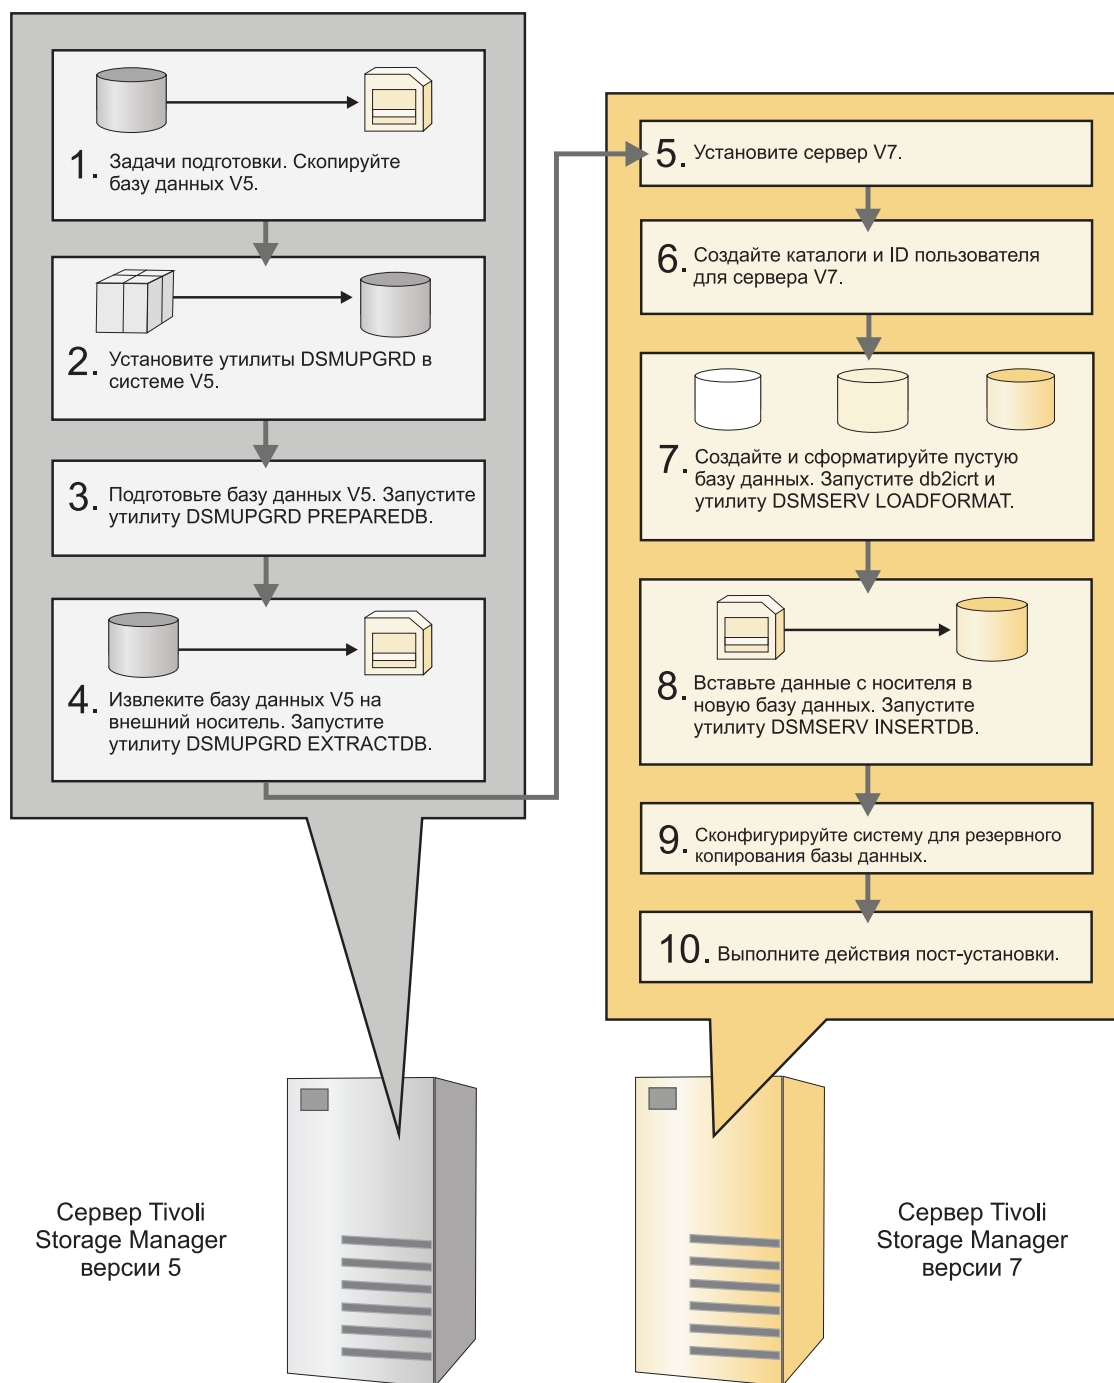 1. Задачи подготовки. Скопируйте
базу данных V5.
2. Установите утилиты DSMUPGRD в
системе V5.
3. Подготовьте базу данных V5. Запустите
утилиту DSMUPGRD PREPAREDB.
4. Извлеките базу данных V5 на
внешний носитель. Запустите
утилиту DSMUPGRD EXTRACTDB.
5. Установите сервер V7.
6. Создайте каталоги и ID пользователя
для сервера V7.
7. Создайте и сформатируйте пустую
базу данных. Запустите db2icrt и
утилиту DSMSERV LOADFORMAT.
8. Вставьте данные с носителя в
новую базу данных. Запустите
утилиту DSMSERV INSERTDB.
9. Сконфигурируйте систему для резервного
копирования базы данных.
10. Выполните действия пост-установки.
Сервер Tivoli
Storage Manager
версии 5
Сервер Tivoli
Storage Manager
версии 7